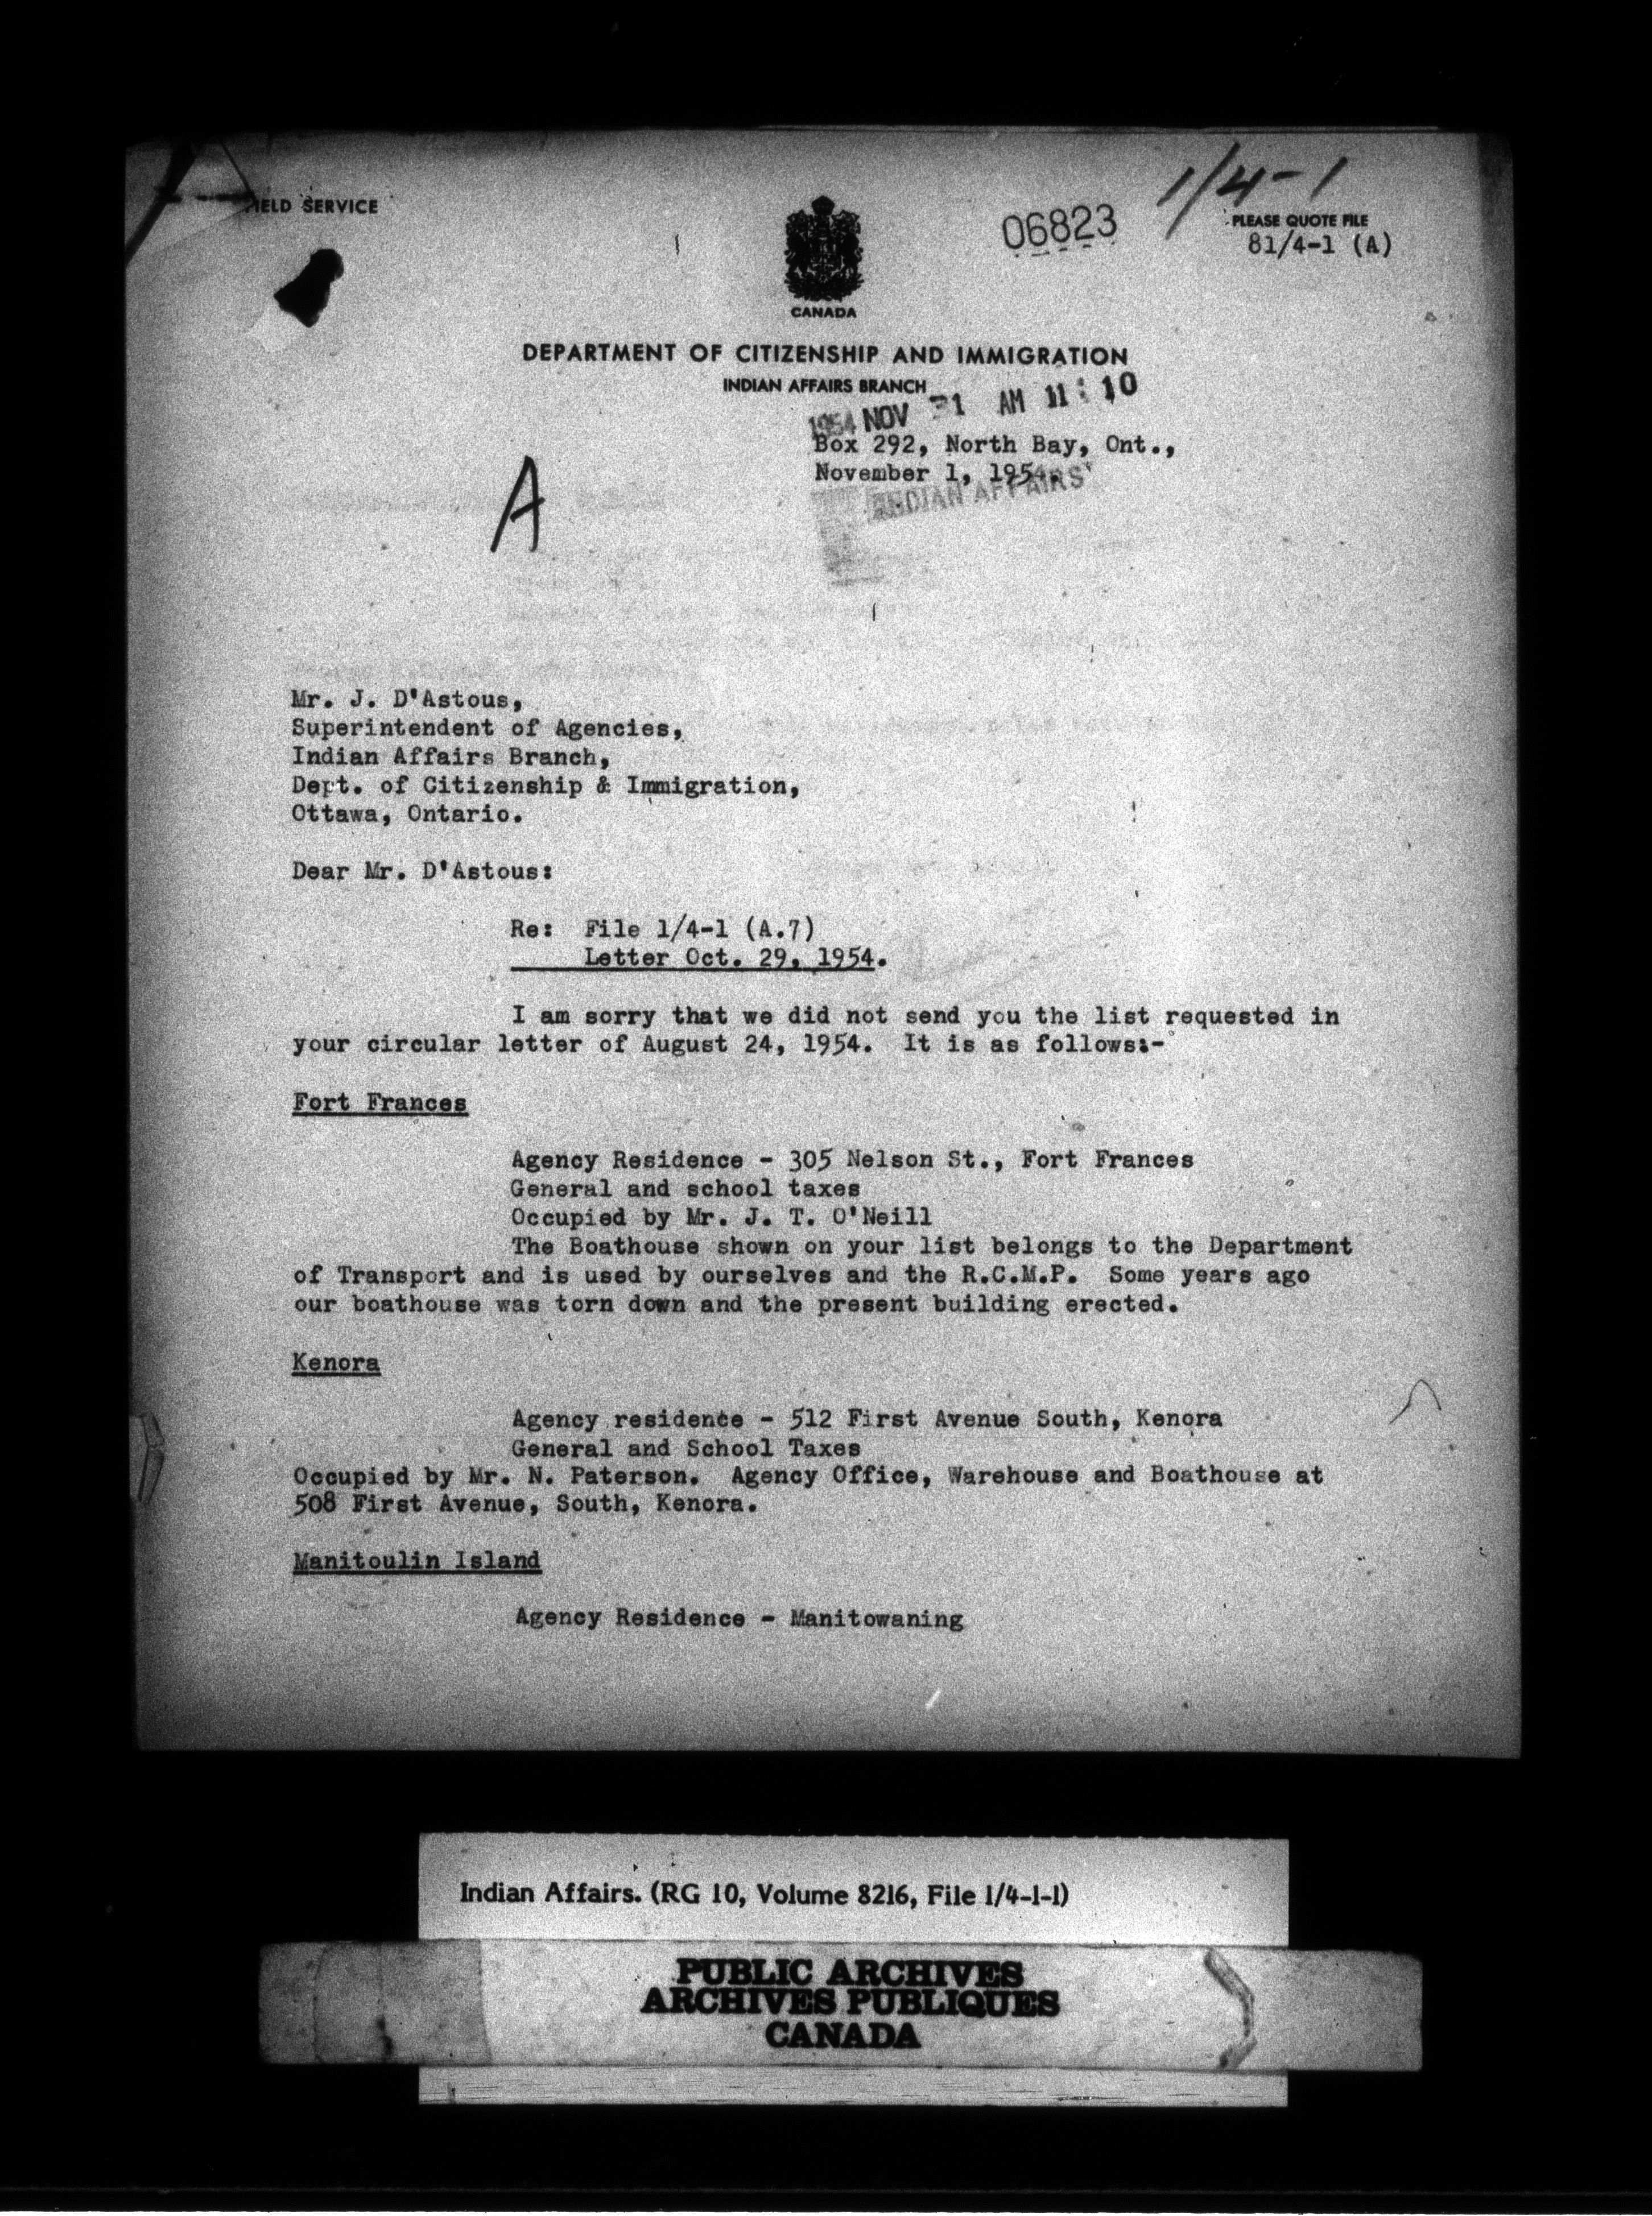 1/4-1
FIELD SERVICE
06823
PLEASE QUOTE FILE
81/4-1 (A)
CANADA
DEPARTMENT OF CITIZENSHIP AND IMMIGRATION
INDIAN AFFAIRS BRANCH
1954 NOV 1 AM 11:10
Box 292, North Bay, Ont.,
November 1, 1954.
INDIAN AFFAIRS
A
Mr. J. D'Astous,
Superintendent of Agencies,
Indian Affairs Branch,
Dept. of Citizenship & Immigration,
Ottawa, Ontario.
Dear Mr. D'Astous:
Re: File 1/4-1 (A.7)
Letter Oct. 29, 1954.
I am sorry that we did not send you the list requested in
your circular letter of August 24, 1954. It is as follows:-
Fort Frances
Agency Residence - 305 Nelson St., Fort Frances
General and school taxes
Occupied by Mr. J. T. O'Neill
The Boathouse shown on your list belongs to the Department
of Transport and is used by ourselves and the R.C.M.P. Some years ago
our boathouse was torn down and the present building erected.
Kenora
Agency residence - 512 First Avenue South, Kenora
General and School Taxes
Occupied by Mr. N. Paterson. Agency Office, Warehouse and Boathouse at
508 First Avenue, South, Kenora.
Manitoulin Island
Agency Residence - Manitowaning
Indian Affairs. (RG 10, Volume 8216, File 1/4-1-1)
PUBLIC ARCHIVES
ARCHIVES PUBLIQUES
CANADA